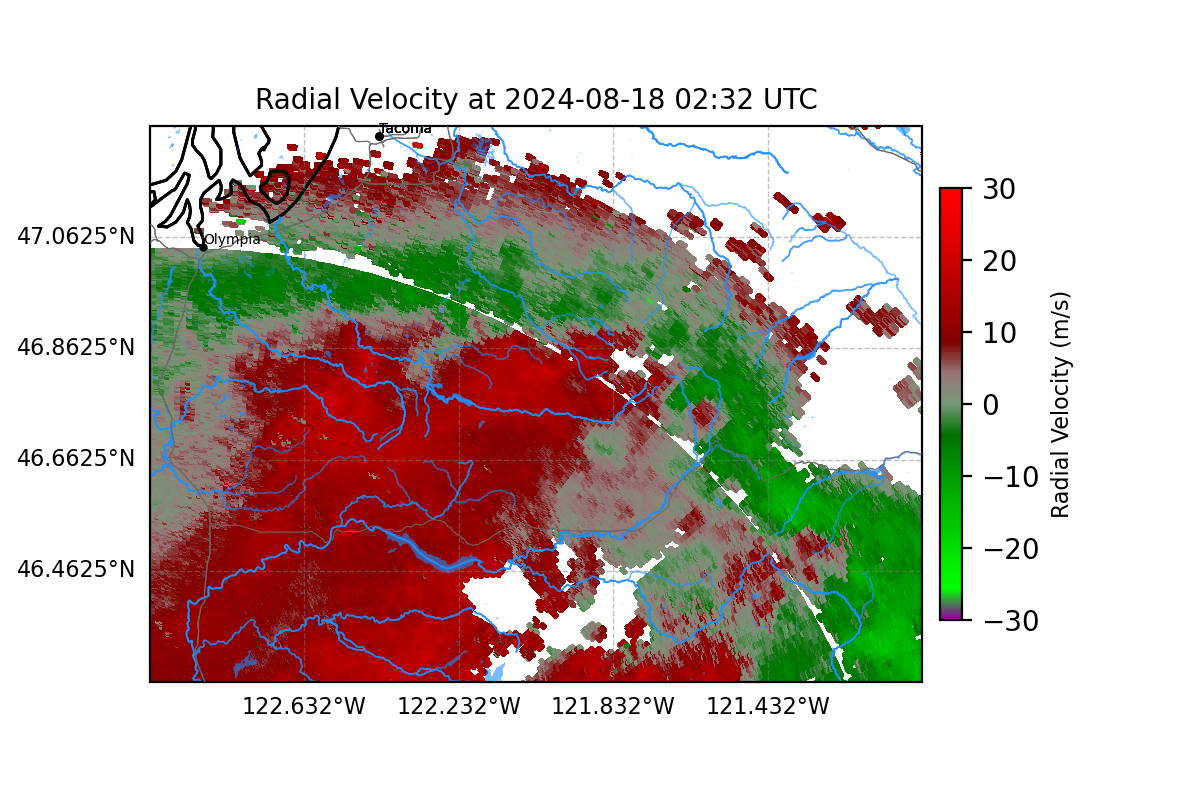 Radial Velocity at 2024-08-18 02:32 UTC
Tacoma
Olympia
47.0625°N
46.8625°N
46.6625°N
46.4625°N
122.632°W
122.232°W
121.832°W
121.432°W
30
20
10
0
−10
−20
−30
Radial Velocity (m/s)